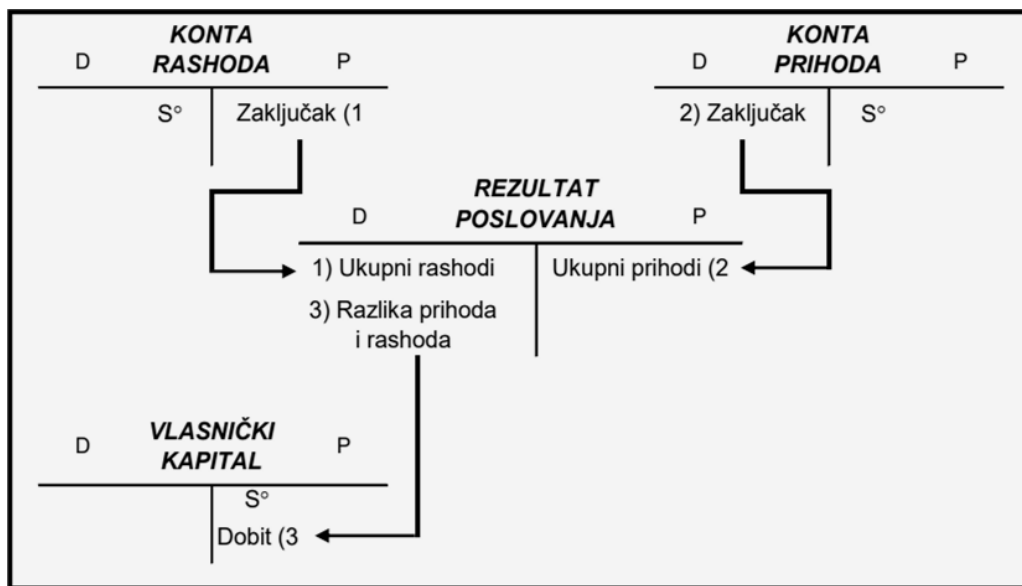 KONTA
RASHODA
D
P
S°
Zaključak (1
KONTA
PRIHODA
D
P
2) Zaključak
S°
REZULTAT
POSLOVANJA
D
P
1) Ukupni rashodi
Ukupni prihodi (2
3) Razlika prihoda
i rashoda
VLASNIČKI
KAPITAL
D
P
S°
Dobit (3